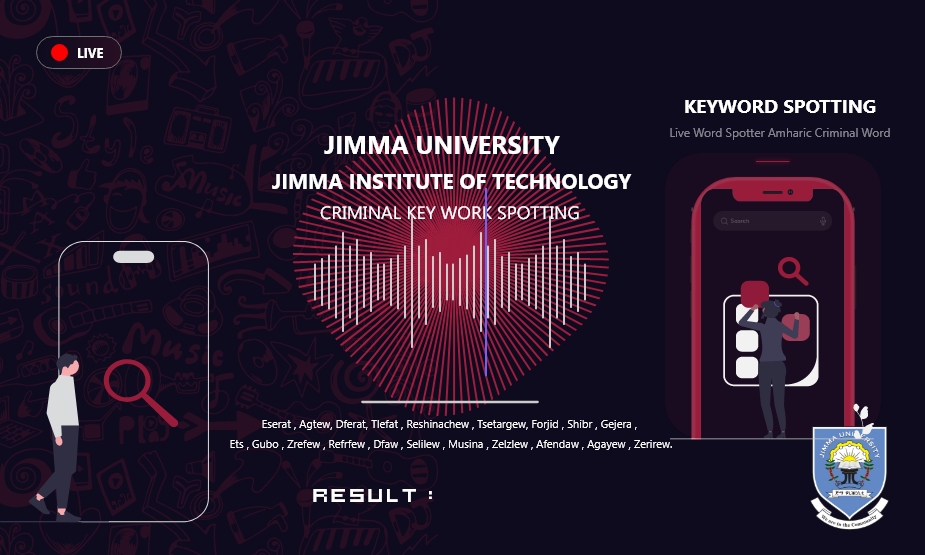 LIVE
JIMMA UNIVERSITY
JIMMA INSTITUTE OF TECHNOLOGY
CRIMINAL KEY WORK SPOTTING
KEYWORD SPOTTING
Live Word Spotter Amharic Criminal Word
Search
Music
Eserat , Agtew, Dferat, Tlefat , Reshinachew , Tsetargew, Forjid , Shibr , Gejera ,
Ets , Gubo , Zrefew , Refrfew , Dfaw , Selilew , Musina , Zelzlew , Afendaw , Agayew , Zerirew.
RESULT :
JIMMA UNIVERSITY
We are in the Community